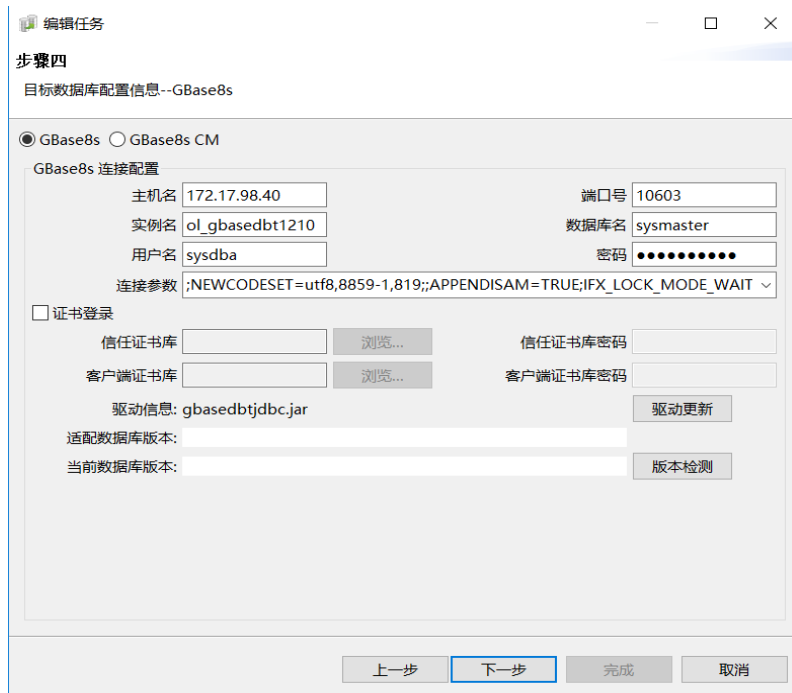 编辑任务
步骤四
目标数据库配置信息--GBase8s
GBase8s GBase8s CM
GBase8s 连接配置
主机名 172.17.98.40 端口号 10603
实例名 ol_gbasedbt1210 数据库名 sysmaster
用户名 sysdba 密码 ●●●●●●●●●●
连接参数 ;NEWCODESET=utf8,8859-1,819;;APPENDISAM=TRUE;IFX_LOCK_MODE_WAIT
证书登录
信任证书库 浏览... 信任证书库密码
客户端证书库 浏览... 客户端证书库密码
驱动信息: gbasedbtjdbc.jar 驱动更新
适配数据库版本:
当前数据库版本: 版本检测
上一步 下一步 完成 取消